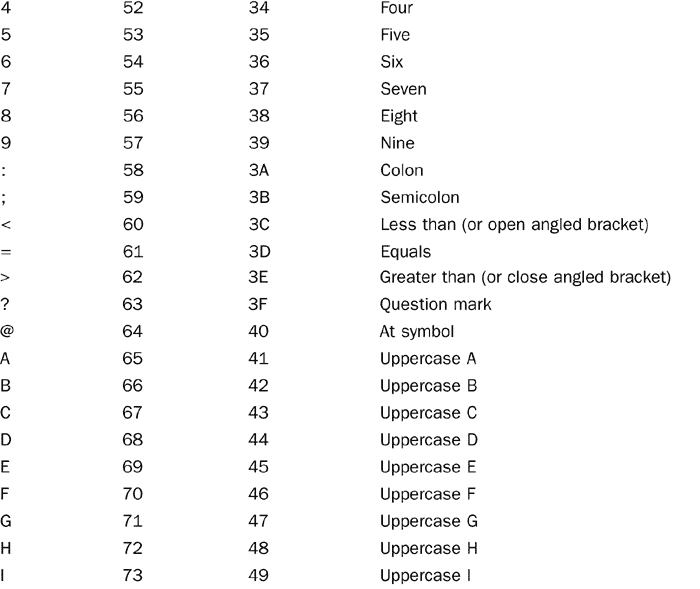 4 52 34 Four
5 53 35 Five
6 54 36 Six
7 55 37 Seven
8 56 38 Eight
9 57 39 Nine
: 58 3A Colon
; 59 3B Semicolon
< 60 3C Less than (or open angled bracket)
= 61 3D Equals
> 62 3E Greater than (or close angled bracket)
? 63 3F Question mark
@ 64 40 At symbol
A 65 41 Uppercase A
B 66 42 Uppercase B
C 67 43 Uppercase C
D 68 44 Uppercase D
E 69 45 Uppercase E
F 70 46 Uppercase F
G 71 47 Uppercase G
H 72 48 Uppercase H
I 73 49 Uppercase I